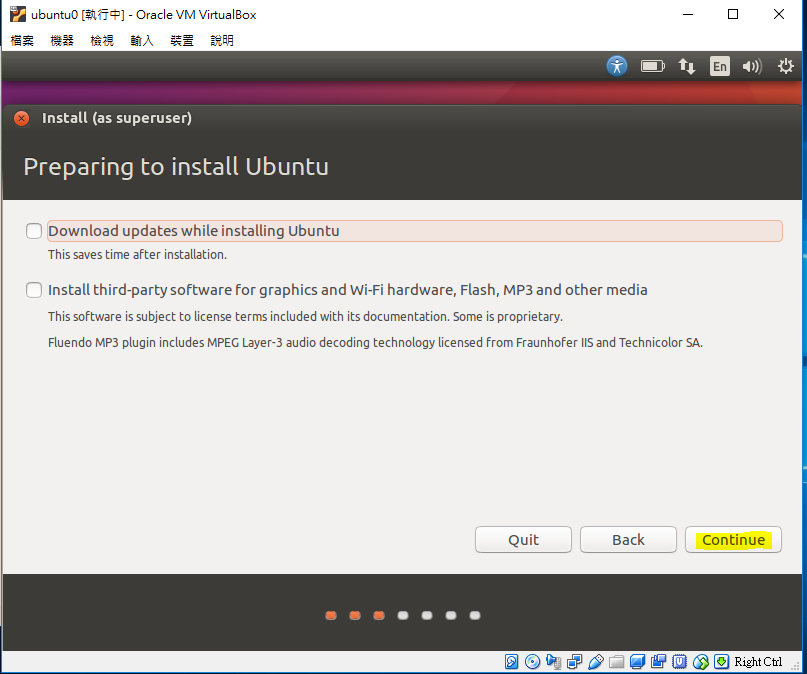 ubuntu0 [執行中] - Oracle VM VirtualBox
檔案 機器 檢視 輸入 裝置 說明
En
Install (as superuser)
Preparing to install Ubuntu
Download updates while installing Ubuntu
This saves time after installation.
Install third-party software for graphics and Wi-Fi hardware, Flash, MP3 and other media
This software is subject to license terms included with its documentation. Some is proprietary.
Fluendo MP3 plugin includes MPEG Layer-3 audio decoding technology licensed from Fraunhofer IIS and Technicolor SA.
Quit Back Continue
Right Ctrl